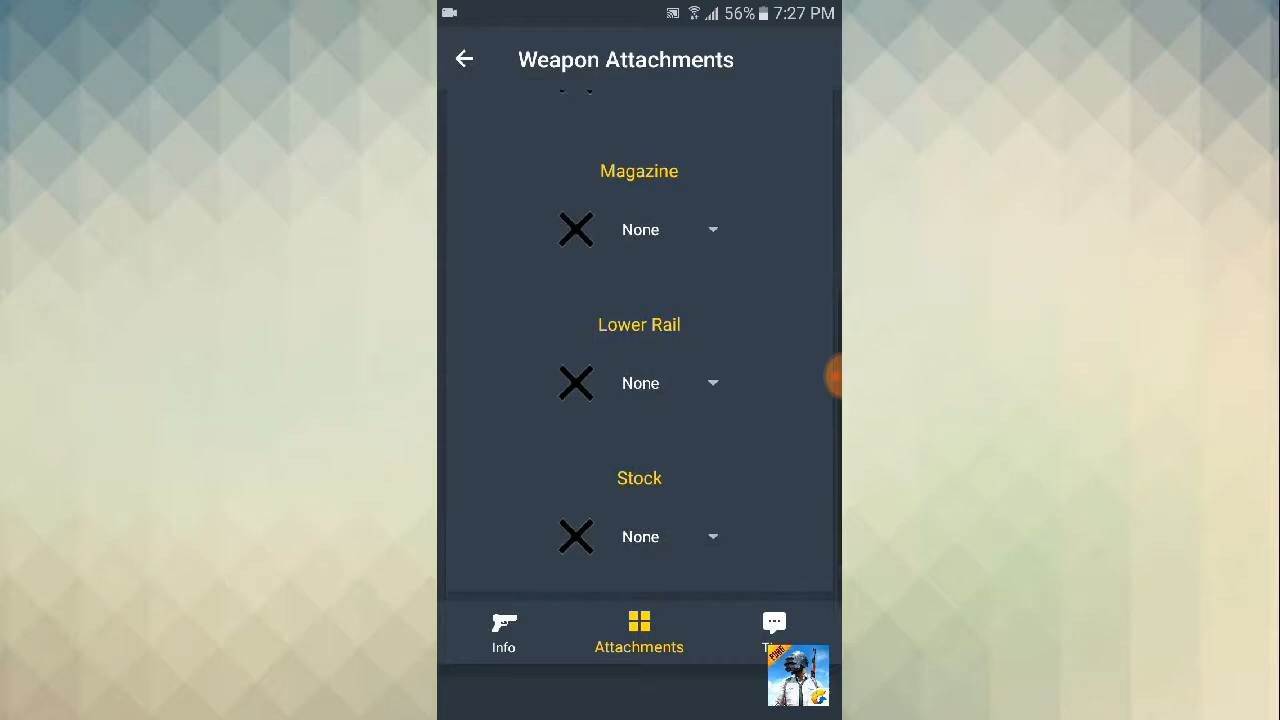 56% 7:27 PM
Weapon Attachments
Magazine
None
Lower Rail
None
Stock
None
Info
Attachments